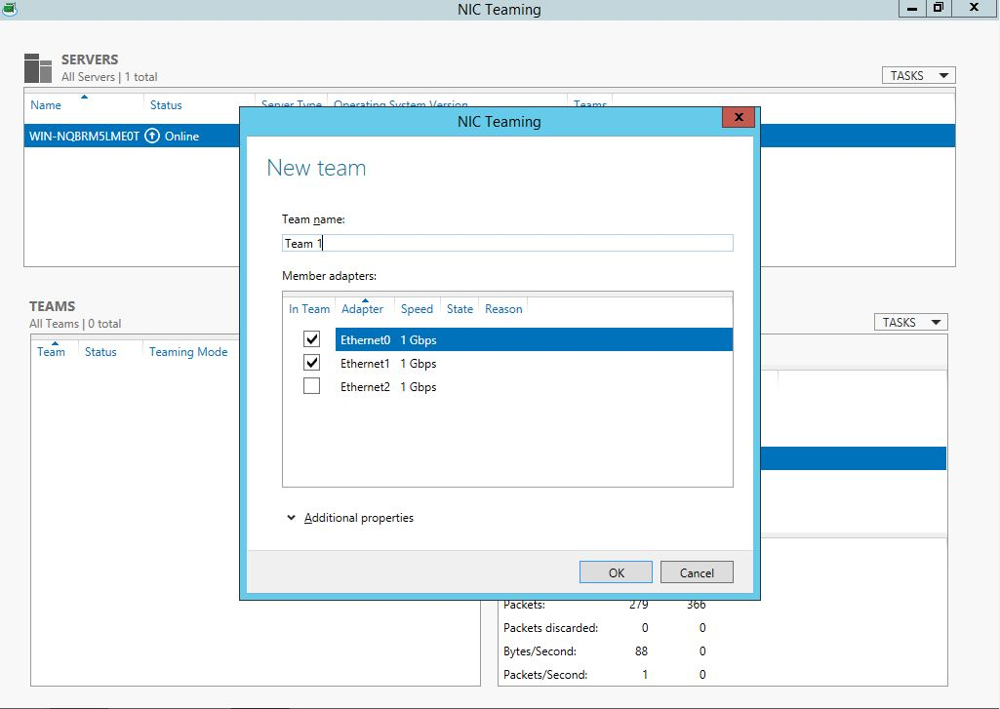 NIC Teaming
SERVERS
All Servers | 1 total
TASKS
Name Status Server Type Operating System Version Teams
WIN-NQBRM5LME0T Online
NIC Teaming
New team
Team name:
Team 1
Member adapters:
In Team Adapter Speed State Reason
Ethernet0 1 Gbps
Ethernet1 1 Gbps
Ethernet2 1 Gbps
Additional properties
OK Cancel
TEAMS
All Teams | 0 total
TASKS
Team Status Teaming Mode
Packets: 279 366
Packets discarded: 0 0
Bytes/Second: 88 0
Packets/Second: 1 0